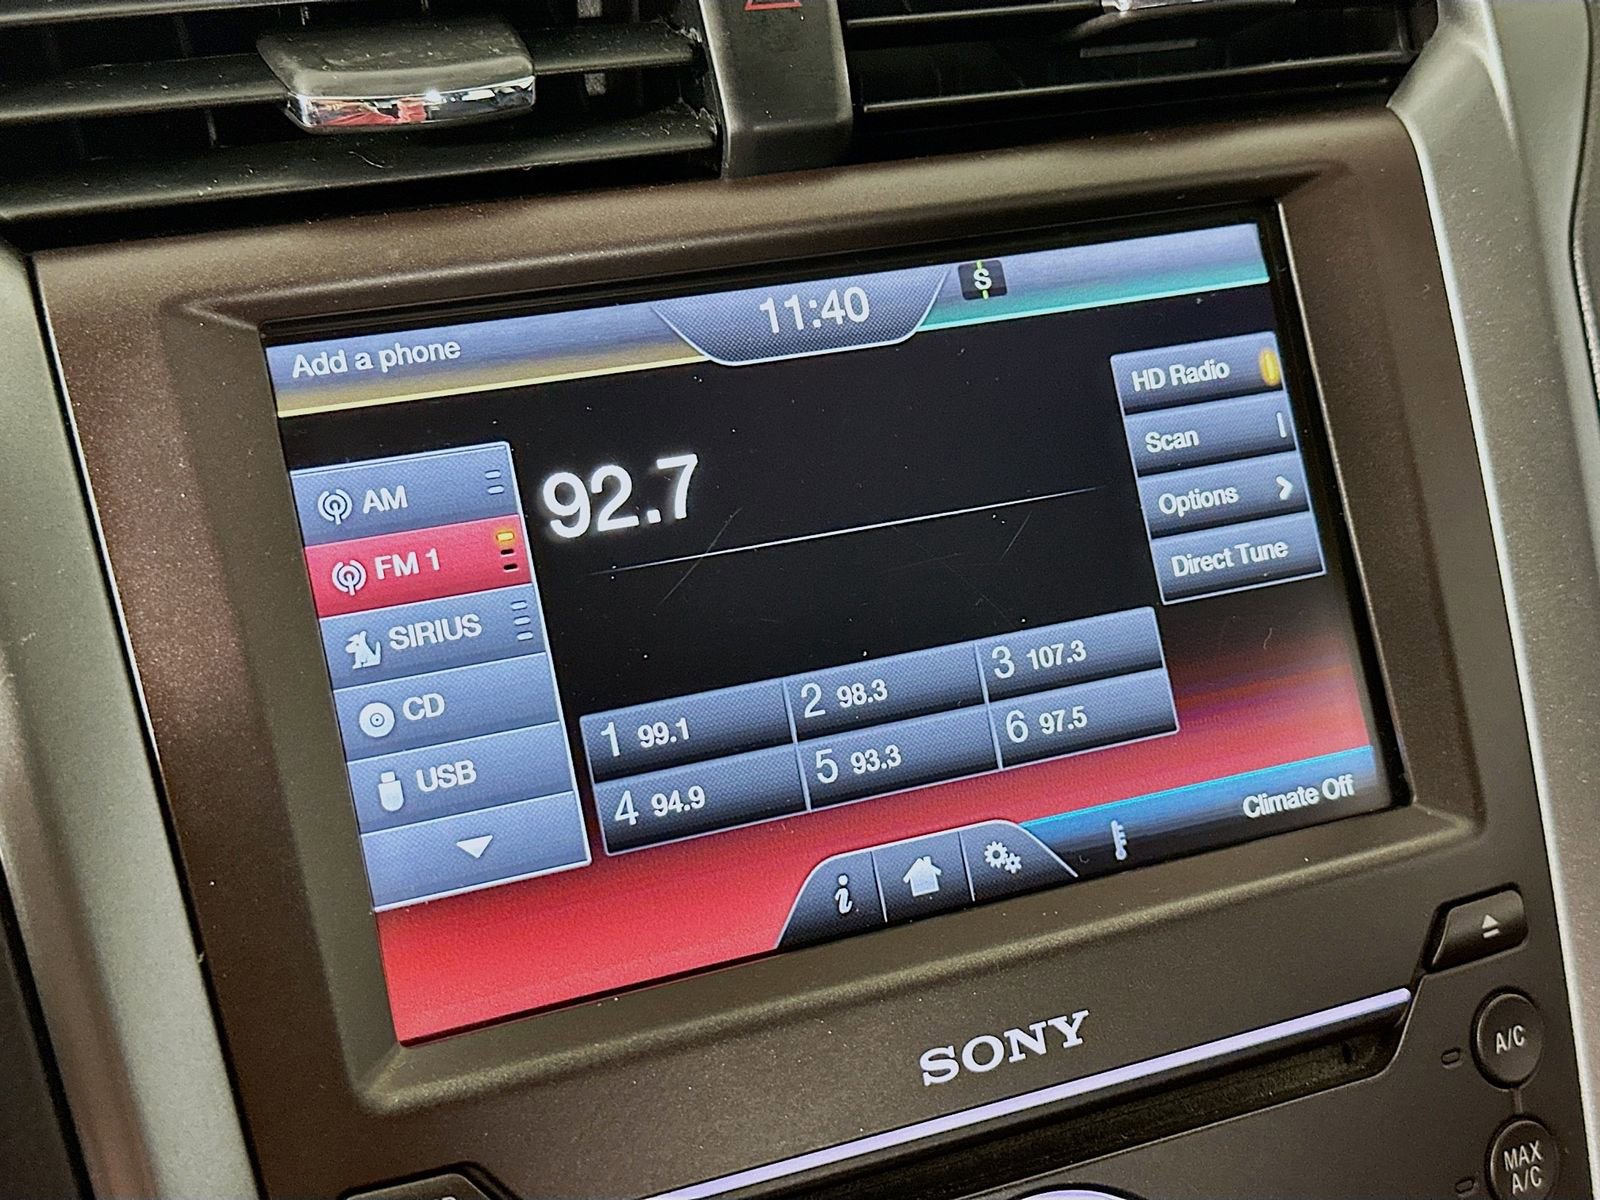 11:40
S
Add a phone
HD Radio
AM
92.7
Scan
FM 1
Options
SIRIUS
Direct Tune
CD
1 99.1
2 98.3
3 107.3
USB
4 94.9
5 93.3
6 97.5
i
Climate Off
SONY
A/C
MAX
A/C